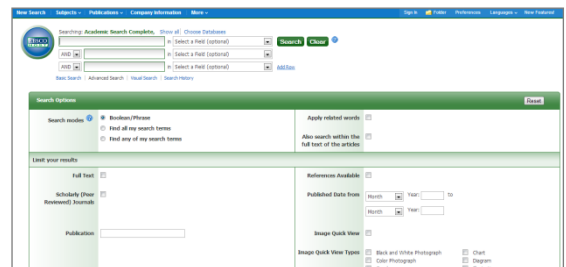 New Search Subjects Publications Company Information More Sign In Folder Preferences Languages New Features
Searching: Academic Search Complete, Show all Choose Databases
in Select a Field (optional) Search Clear
AND in Select a Field (optional)
AND in Select a Field (optional) Add Row
Basic Search Advanced Search Visual Search Search History
EBSCO
Search Options Reset
Search modes Boolean/Phrase Apply related words
Find all my search terms
Find any of my search terms
Also search within the
full text of the articles
Limit your results
Full Text References Available
Scholarly (Peer Published Date from Month Year: to
Reviewed) Journals
Month Year:
Publication Image Quick View
Image Quick View Types Black and White Photograph Chart
Color Photograph Diagram